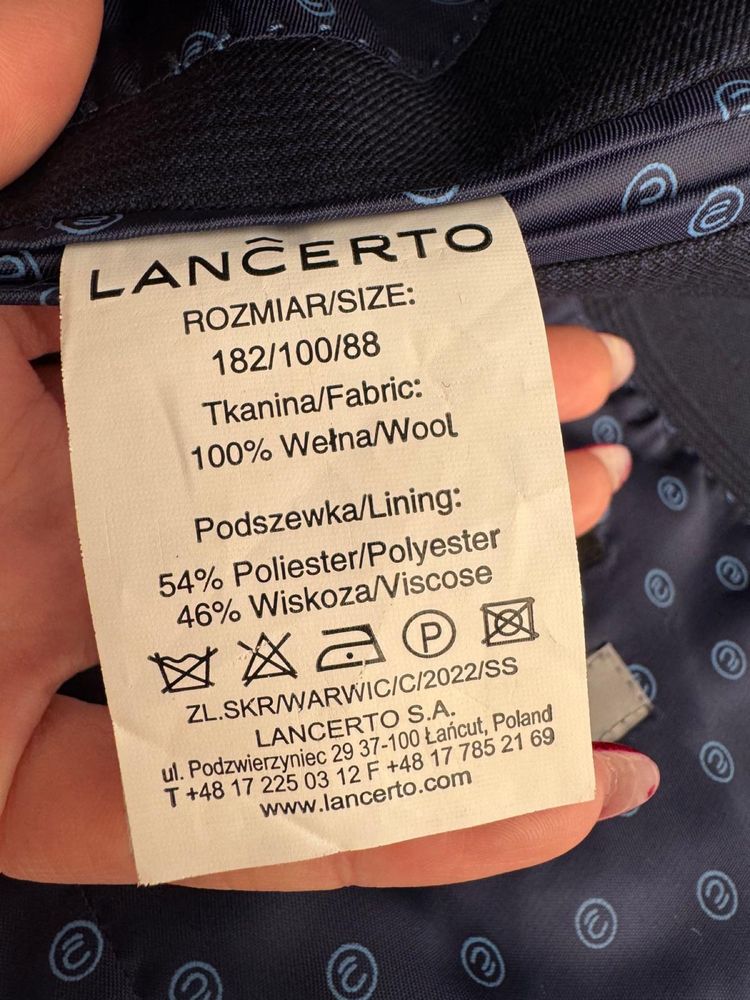 LANCERTO
ROZMIAR/SIZE:
182/100/88
Tkanina/Fabric:
100% Wełna/Wool
Podszewka/Lining:
54% Poliester/Polyester
46% Wiskoza/Viscose
P
ZL.SKR/WARWIC/C/2022/SS
LANCERTO S.A.
ul. Podzwierzyniec 29 37-100 Łańcut, Poland
T +48 17 225 03 12 F +48 17 785 21 69
www.lancerto.com